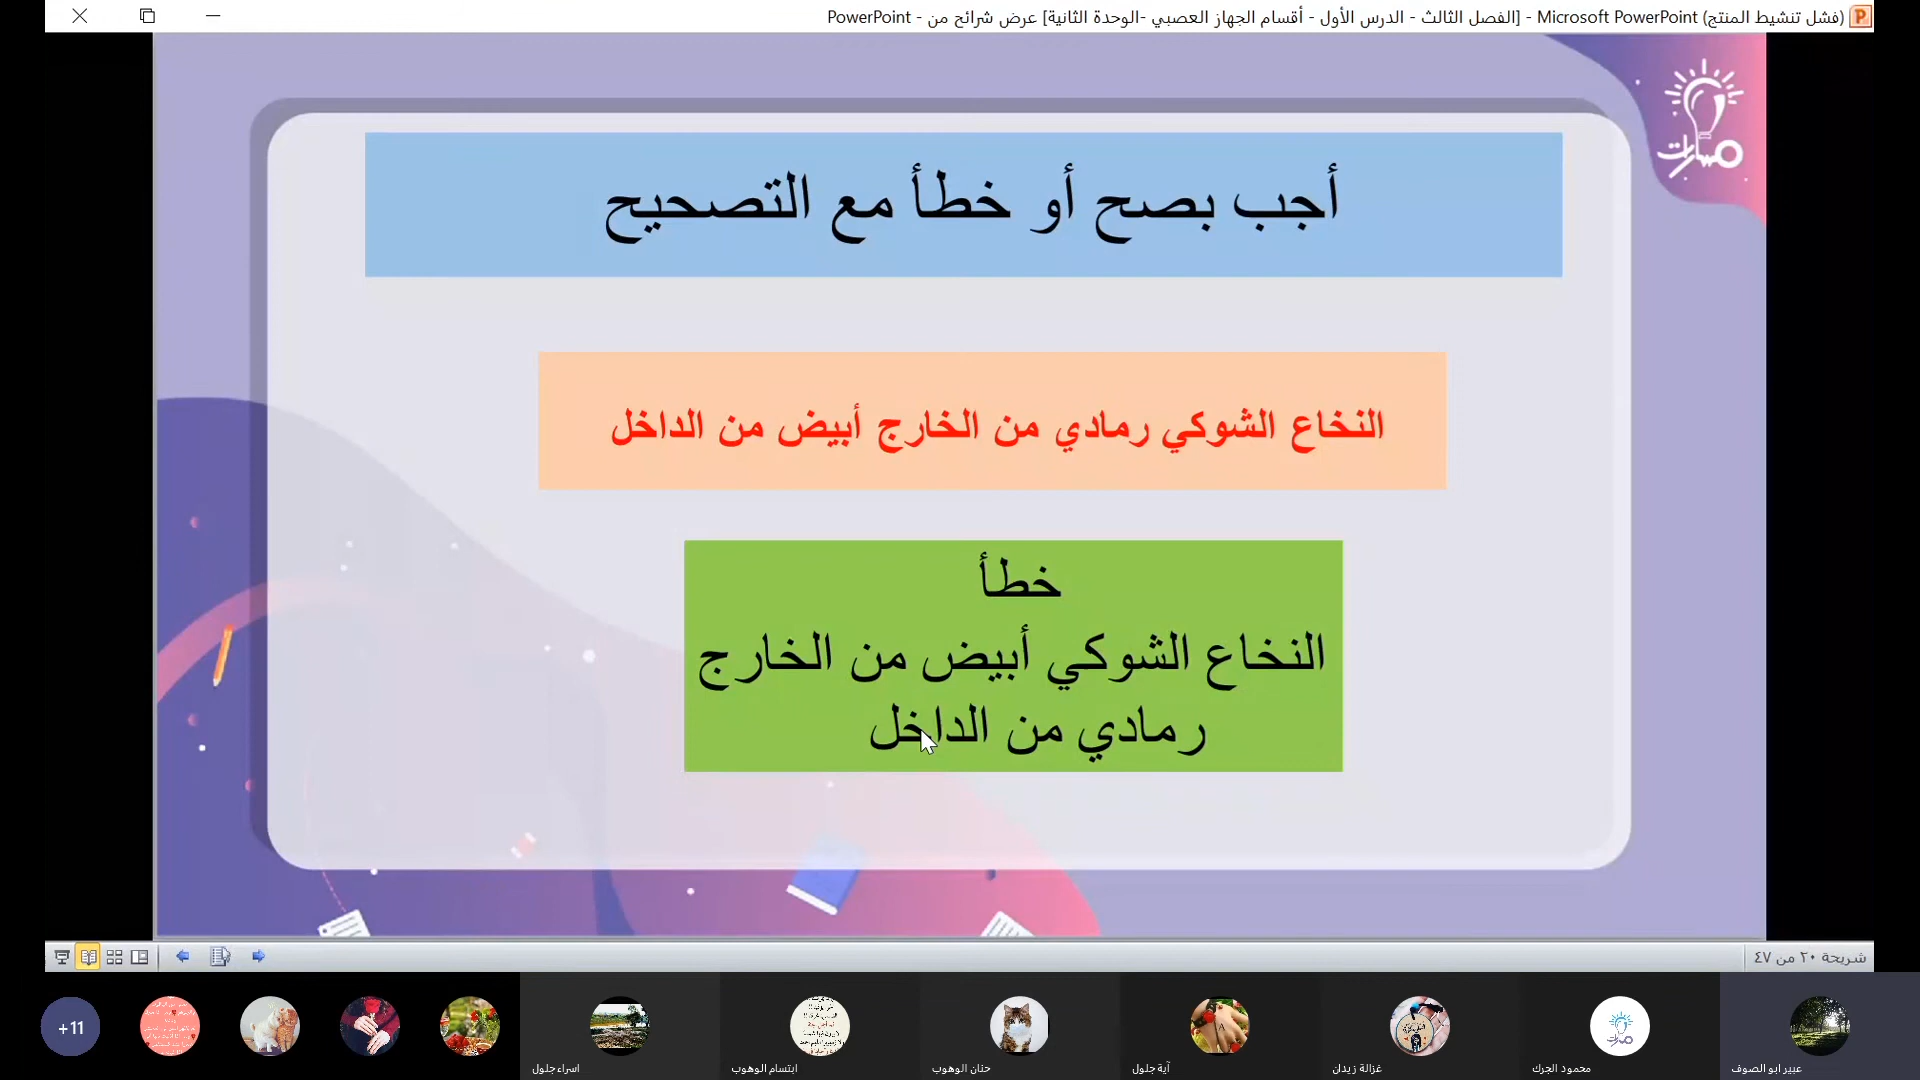 (فشل تنشيط المنتج) Microsoft PowerPoint - [الفصل الثالث - الدرس الأول - أقسام الجهاز العصبي -الوحدة الثانية] عرض شرائح من - PowerPoint
مسارات
أجب بصح أو خطأ مع التصحيح
النخاع الشوكي رمادي من الخارج أبيض من الداخل
خطأ
النخاع الشوكي أبيض من الخارج
رمادي من الداخل
شريحة ٢٠ من ٤٧
+11
اسراء جلول
ابتسام الوهوب
حنان الوهوب
آية جلول
غزالة زيدان
محمود الجرك
عبير ابو الصوف